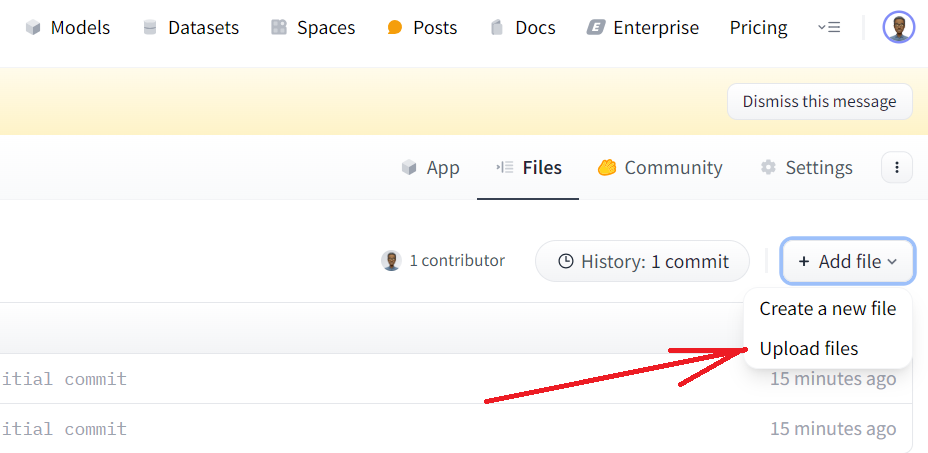 Models Datasets Spaces Posts Docs Enterprise Pricing
Dismiss this message
App Files Community Settings
1 contributor History: 1 commit + Add file
Create a new file
Upload files
itial commit 15 minutes ago
itial commit 15 minutes ago